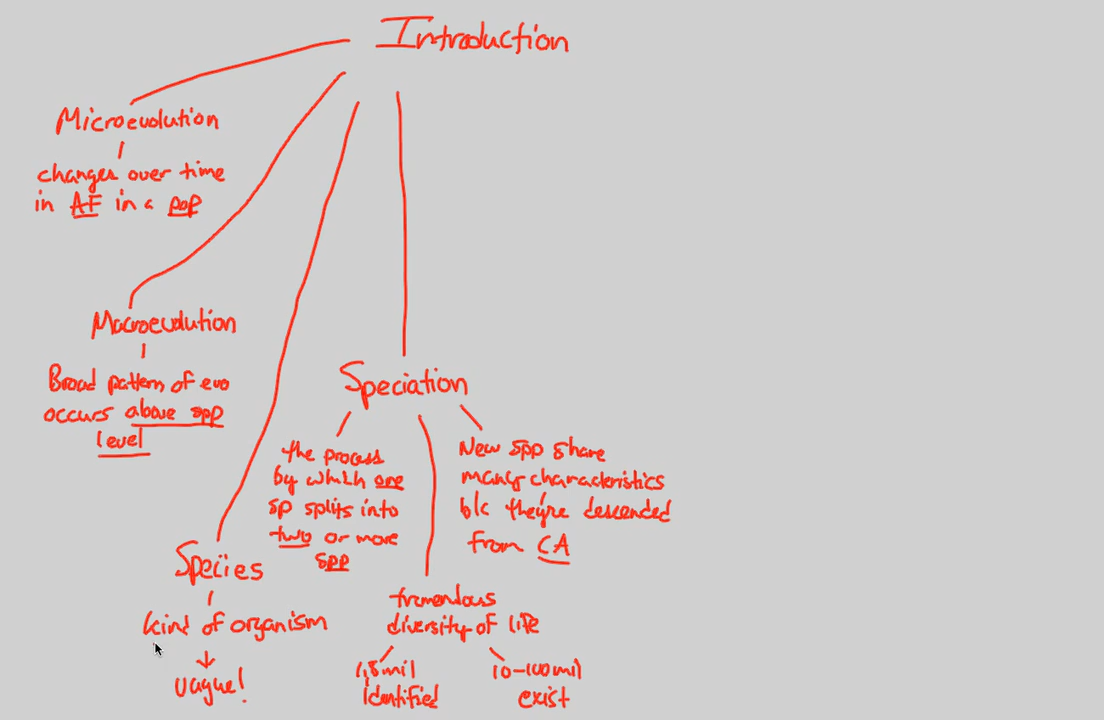 Introduction
Microevolution
changes over time
in AF in a pop
Macroevolution
Broad pattern of evo
occurs above spp
level
Species
kind of organism
vague!
Speciation
the process
by which one
sp splits into
two or more
spp
tremendous
diversity of life
1,8mil
identified
10-100mil
exist
New spp share
many characteristics
b/c they're descended
from CA